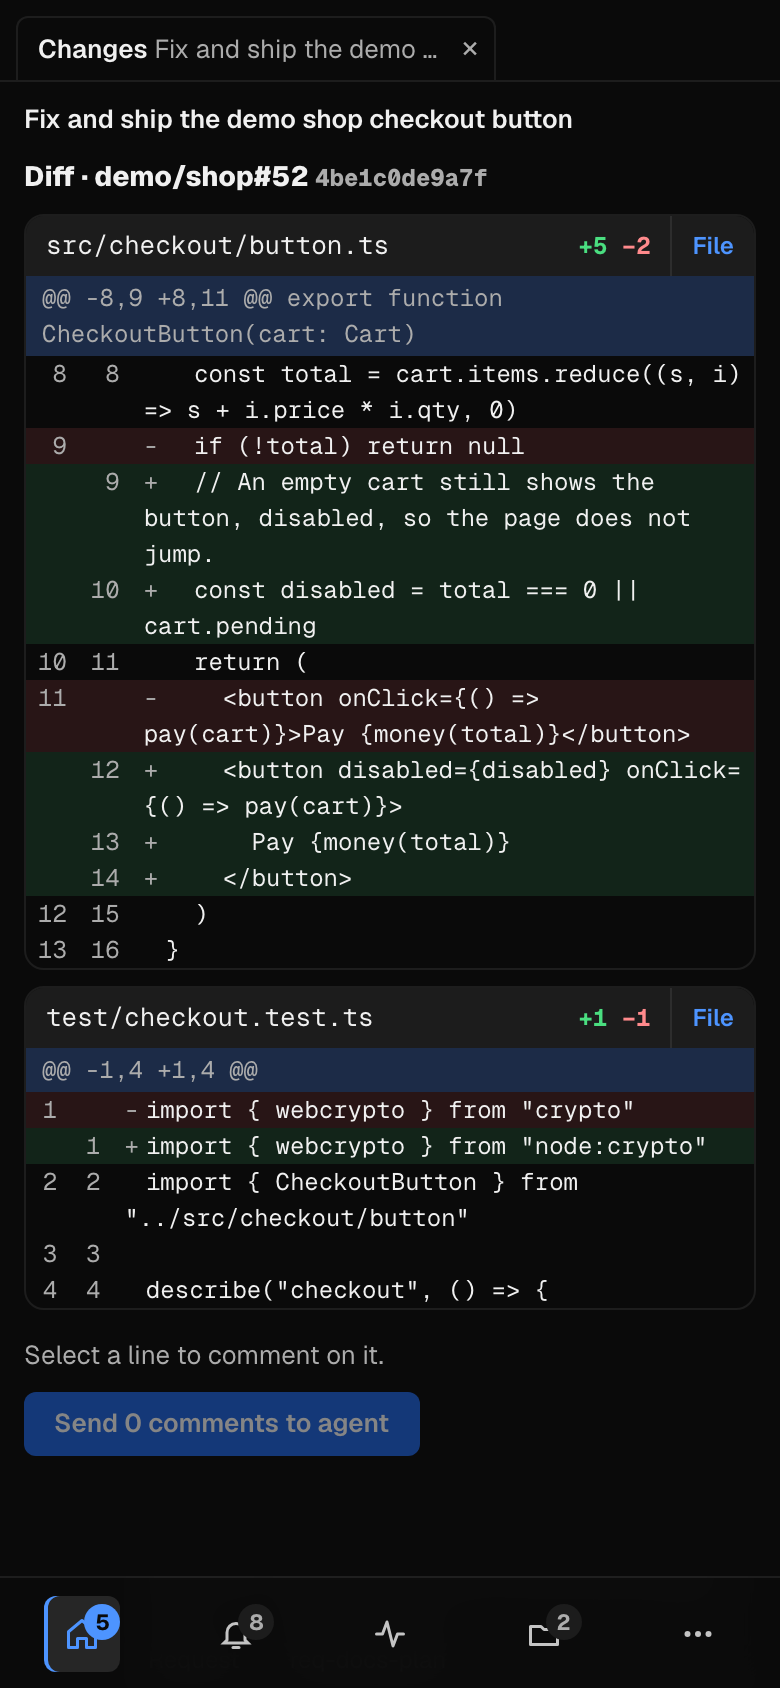 Changes Fix and ship the demo ... ×
Fix and ship the demo shop checkout button
Diff · demo/shop#52 4be1c0de9a7f
src/checkout/button.ts +5 −2 File
@@ -8,9 +8,11 @@ export function
CheckoutButton(cart: Cart)
8 8 const total = cart.items.reduce((s, i)
=> s + i.price * i.qty, 0)
9 - if (!total) return null
9 + // An empty cart still shows the
button, disabled, so the page does not
jump.
10 + const disabled = total === 0 ||
cart.pending
10 11 return (
11 - <button onClick={() =>
pay(cart)}>Pay {money(total)}</button>
12 + <button disabled={disabled} onClick=
{() => pay(cart)}>
13 + Pay {money(total)}
14 + </button>
12 15 )
13 16 }
test/checkout.test.ts +1 −1 File
@@ -1,4 +1,4 @@
1 - import { webcrypto } from "crypto"
1 + import { webcrypto } from "node:crypto"
2 2 import { CheckoutButton } from
"../src/checkout/button"
3 3
4 4 describe("checkout", () => {
Select a line to comment on it.
Send 0 comments to agent
5 8 2